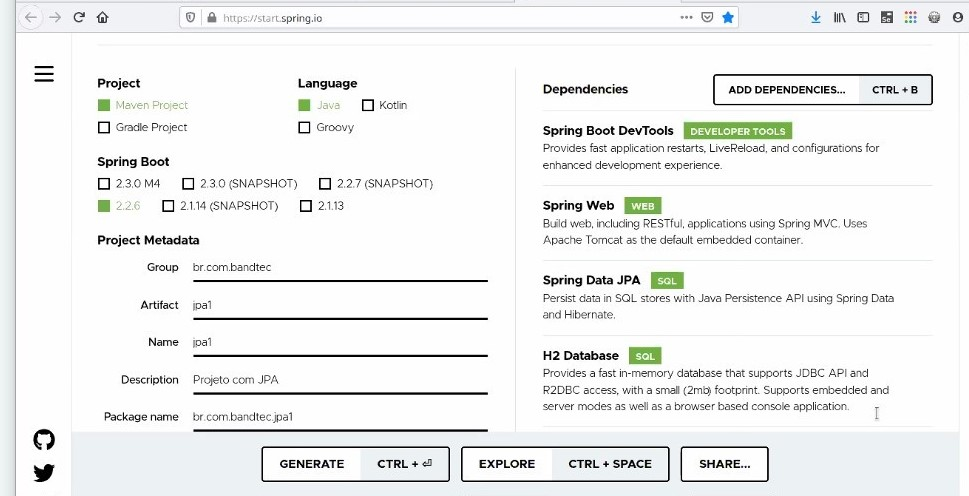 https://start.spring.io
Project
Maven Project
Gradle Project
Language
Java Kotlin
Groovy
Spring Boot
2.3.0 M4 2.3.0 (SNAPSHOT) 2.2.7 (SNAPSHOT)
2.2.6 2.1.14 (SNAPSHOT) 2.1.13
Project Metadata
Group br.com.bandtec
Artifact jpa1
Name jpa1
Description Projeto com JPA
Package name br.com.bandtec.jpa1
Dependencies ADD DEPENDENCIES... CTRL + B
Spring Boot DevTools DEVELOPER TOOLS
Provides fast application restarts, LiveReload, and configurations for
enhanced development experience.
Spring Web WEB
Build web, including RESTful, applications using Spring MVC. Uses
Apache Tomcat as the default embedded container.
Spring Data JPA SQL
Persist data in SQL stores with Java Persistence API using Spring Data
and Hibernate.
H2 Database SQL
Provides a fast in-memory database that supports JDBC API and
R2DBC access, with a small (2mb) footprint. Supports embedded and
server modes as well as a browser based console application.
GENERATE CTRL + ⏎ EXPLORE CTRL + SPACE SHARE...